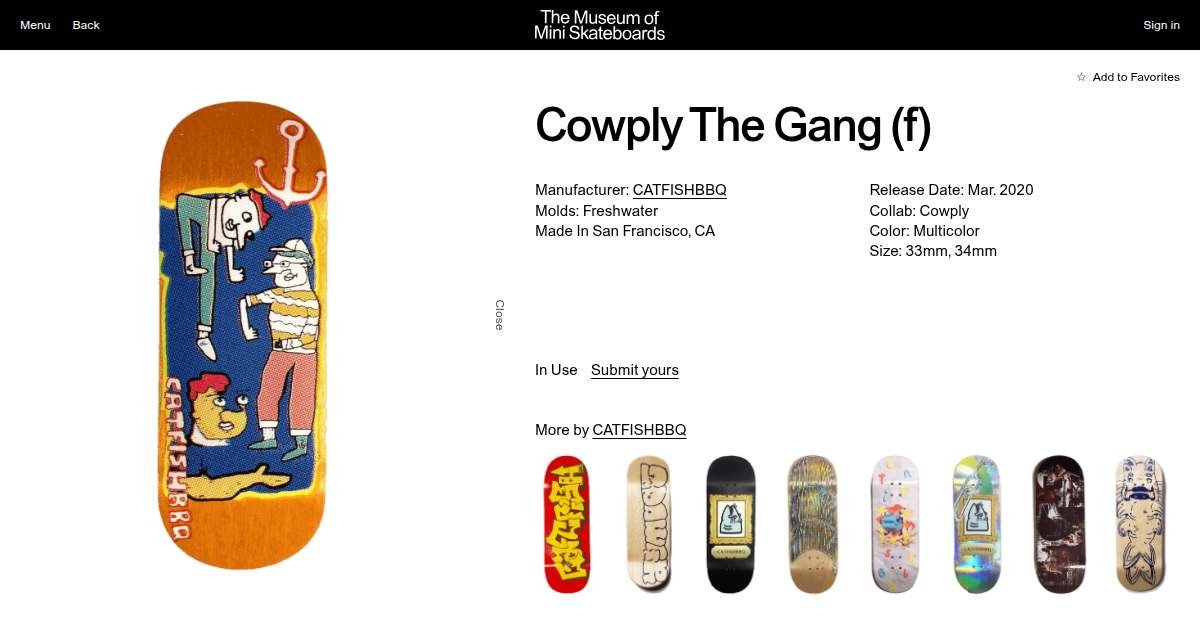 Menu
Back
The Museum of
Mini Skateboards
Sign in
☆ Add to Favorites
Cowply The Gang (f)
Manufacturer: CATFISHBBQ
Molds: Freshwater
Made In San Francisco, CA
Release Date: Mar. 2020
Collab: Cowply
Color: Multicolor
Size: 33mm, 34mm
CATFISHBBQ
Close
In Use
Submit yours
More by CATFISHBBQ
CATFISHBBQ
CATFISHBBQ